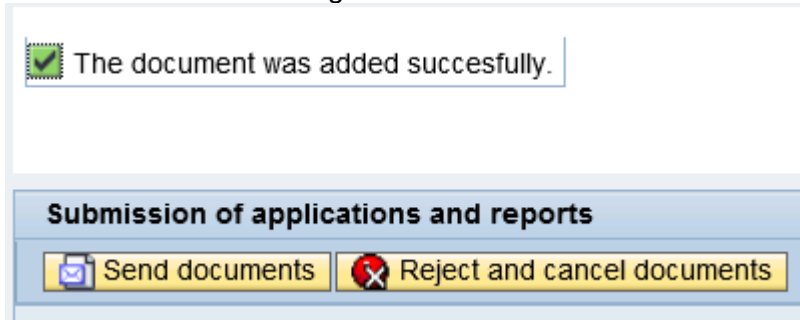 The document was added succesfully.
Submission of applications and reports
Send documents Reject and cancel documents